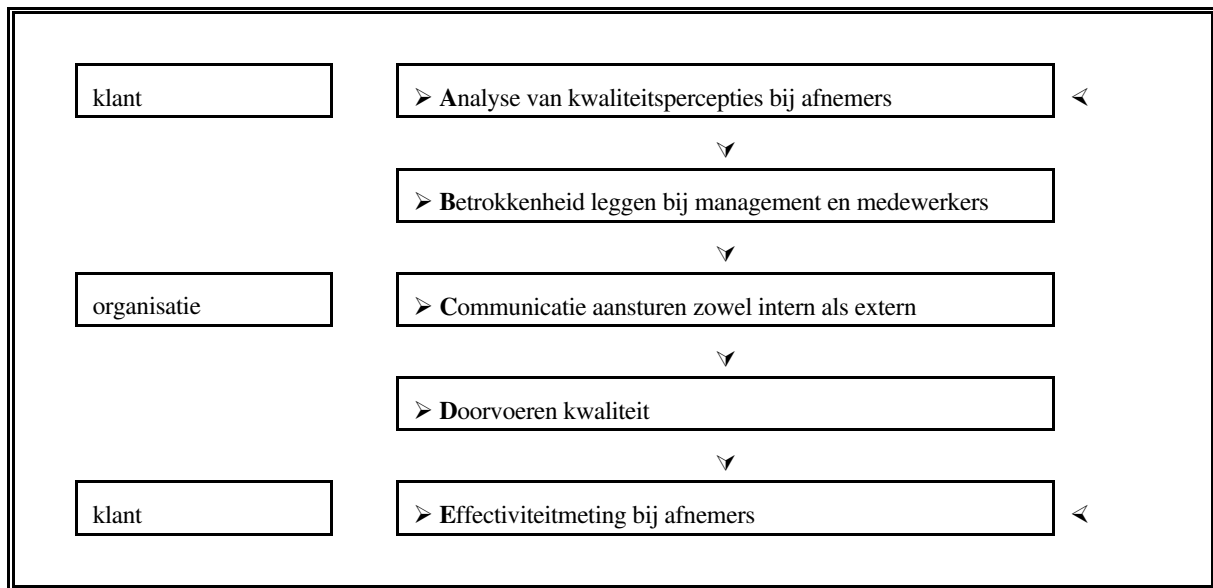 klant
➢ Analyse van kwaliteitspercepties bij afnemers
➢ Betrokkenheid leggen bij management en medewerkers
organisatie
➢ Communicatie aansturen zowel intern als extern
➢ Doorvoeren kwaliteit
klant
➢ Effectiviteitmeting bij afnemers